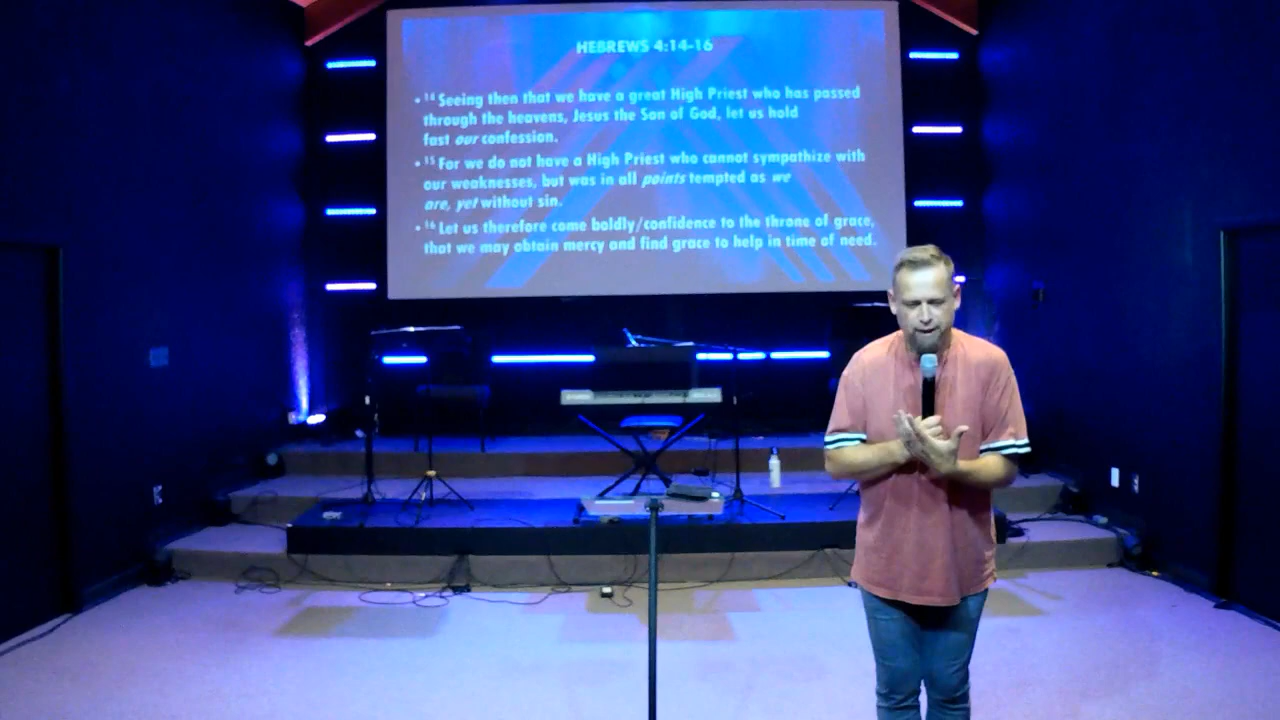 HEBREWS 4:14-16
• 14 Seeing then that we have a great High Priest who has passed
through the heavens, Jesus the Son of God, let us hold
fast our confession.
• 15 For we do not have a High Priest who cannot sympathize with
our weaknesses, but was in all points tempted as we
are, yet without sin.
• 16 Let us therefore come boldly/confidence to the throne of grace,
that we may obtain mercy and find grace to help in time of need.